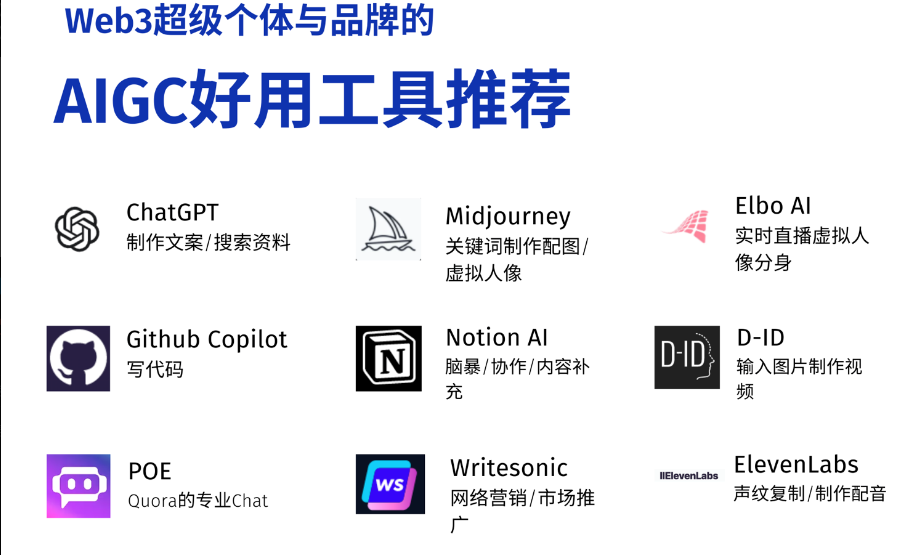 Web3超级个体与品牌的
AIGC好用工具推荐
ChatGPT
制作文案/搜索资料
Midjourney
关键词制作配图/
虚拟人像
Elbo AI
实时直播虚拟人
像分身
Github Copilot
写代码
Notion AI
脑暴/协作/内容补
充
D-ID
D-ID
输入图片制作视
频
POE
Quora的专业Chat
WS
Writesonic
网络营销/市场推
广
IIElevenLabs
ElevenLabs
声纹复制/制作配音